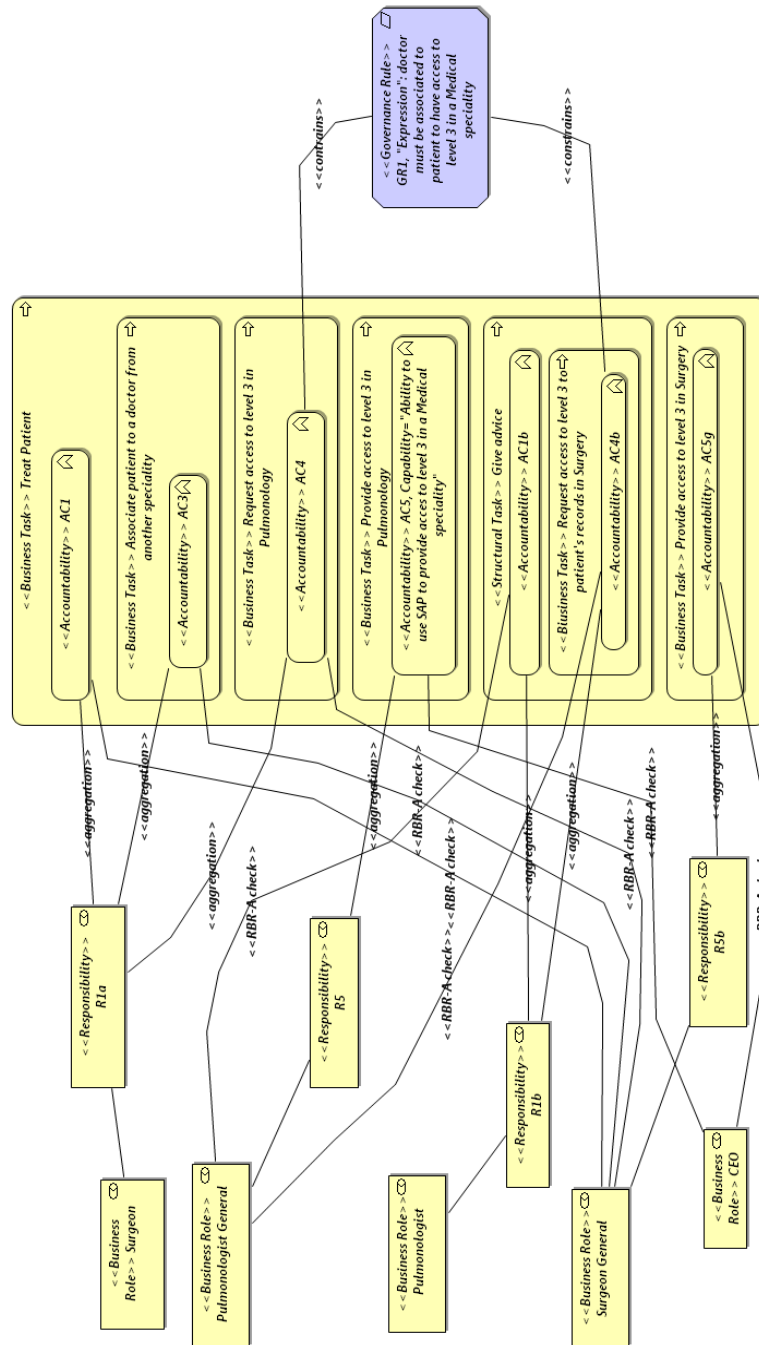 <<Governance Rule>>
GR1, "Expression": doctor
must be associated to
patient to have access to
level 3 in a Medical
speciality
<<contrains>>
<<constrains>>
<<Business Task>> Treat Patient
<<Accountability>> AC1
<<Business Task>> Associate patient to a doctor from
another speciality
<<Accountability>> AC3
<<Business Task>> Request access to level 3 in
Pulmonology
<<Accountability>> AC4
<<Business Task>> Provide access to level 3 in
Pulmonology
<<Accountability>> AC5, Capability="Ability to
use SAP to provide acces to level 3 in a Medical
speciality"
<<Structural Task>> Give advice
<<Accountability>> AC1b
<<Biusiness Task>> Request access to level 3 to
patient's records in Surgery
<<Accountability>> AC4b
<<Business Task>> Provide access to level 3 in Surgery
<<Accountability>> AC5g
<<aggregation>>
<<aggregation>>
<<aggregation>>
<<RBR-A check>>
<<aggregation>>
<<RBR-A check>>
<<RBR-A check>>
<<RBR-A check>>
<<aggregation>>
<<aggregation>>
<<RBR-A check>>
<<RBR-A check>>
<<aggregation>>
<<Responsibility>>
R1a
<<Responsibility>>
R5
<<Responsibility>>
R1b
<<Responsibility>>
R5b
<<Business
Role>> Surgeon
<<Business Role>>
Pulmonologist General
<<Business Role>>
Pulmonologist
<<Business Role>>
Surgeon General
<<Business
Role>> CEO